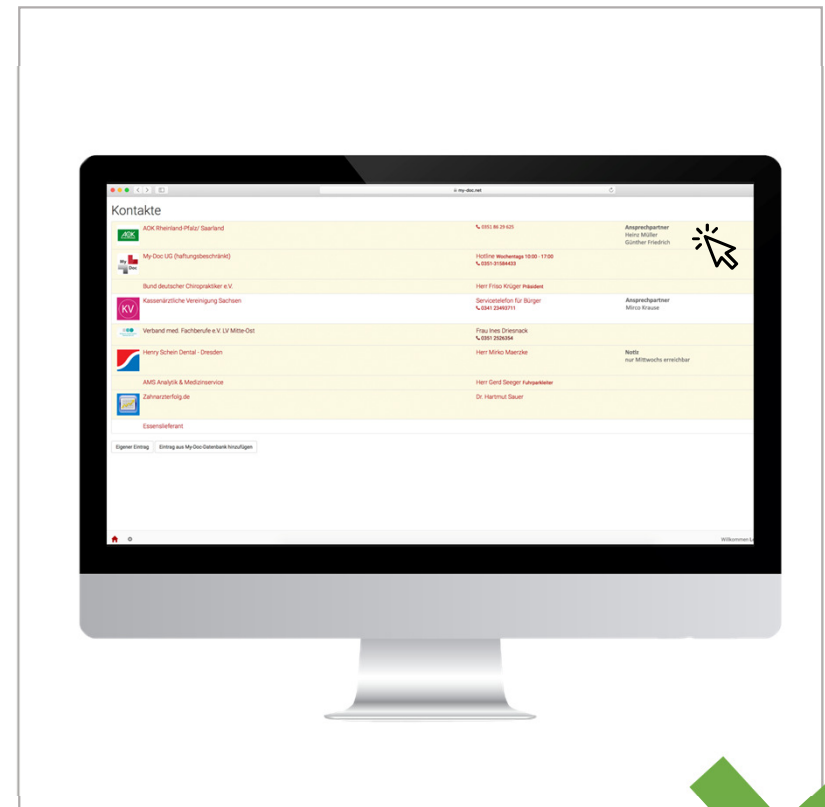 my-doc.net
Kontakte
AOK
AOK Rheinland-Pfalz/ Saarland
0351 86 29 625
Ansprechpartner
Heinz Müller
Günther Friedrich
My Doc
My-Doc UG (haftungsbeschränkt)
Hotline Wochentags 10:00 - 17:00
0351-31584433
Bund deutscher Chiropraktiker e.V.
Herr Friso Krüger Präsident
KV
Kassenärztliche Vereinigung Sachsen
Servicetelefon für Bürger
0341 23493711
Ansprechpartner
Mirco Krause
Verband med. Fachberufe e.V. LV Mitte-Ost
Frau Ines Driesnack
0351 2526354
Henry Schein Dental - Dresden
Herr Mirko Maerzke
Notiz
nur Mittwochs erreichbar
AMS Analytik & Medizinservice
Herr Gerd Seeger Fuhrparkleiter
Zahnarzterfolg.de
Dr. Hartmut Sauer
Essenslieferant
Eigener Eintrag
Eintrag aus My-Doc-Datenbank hinzufügen
Willkommen